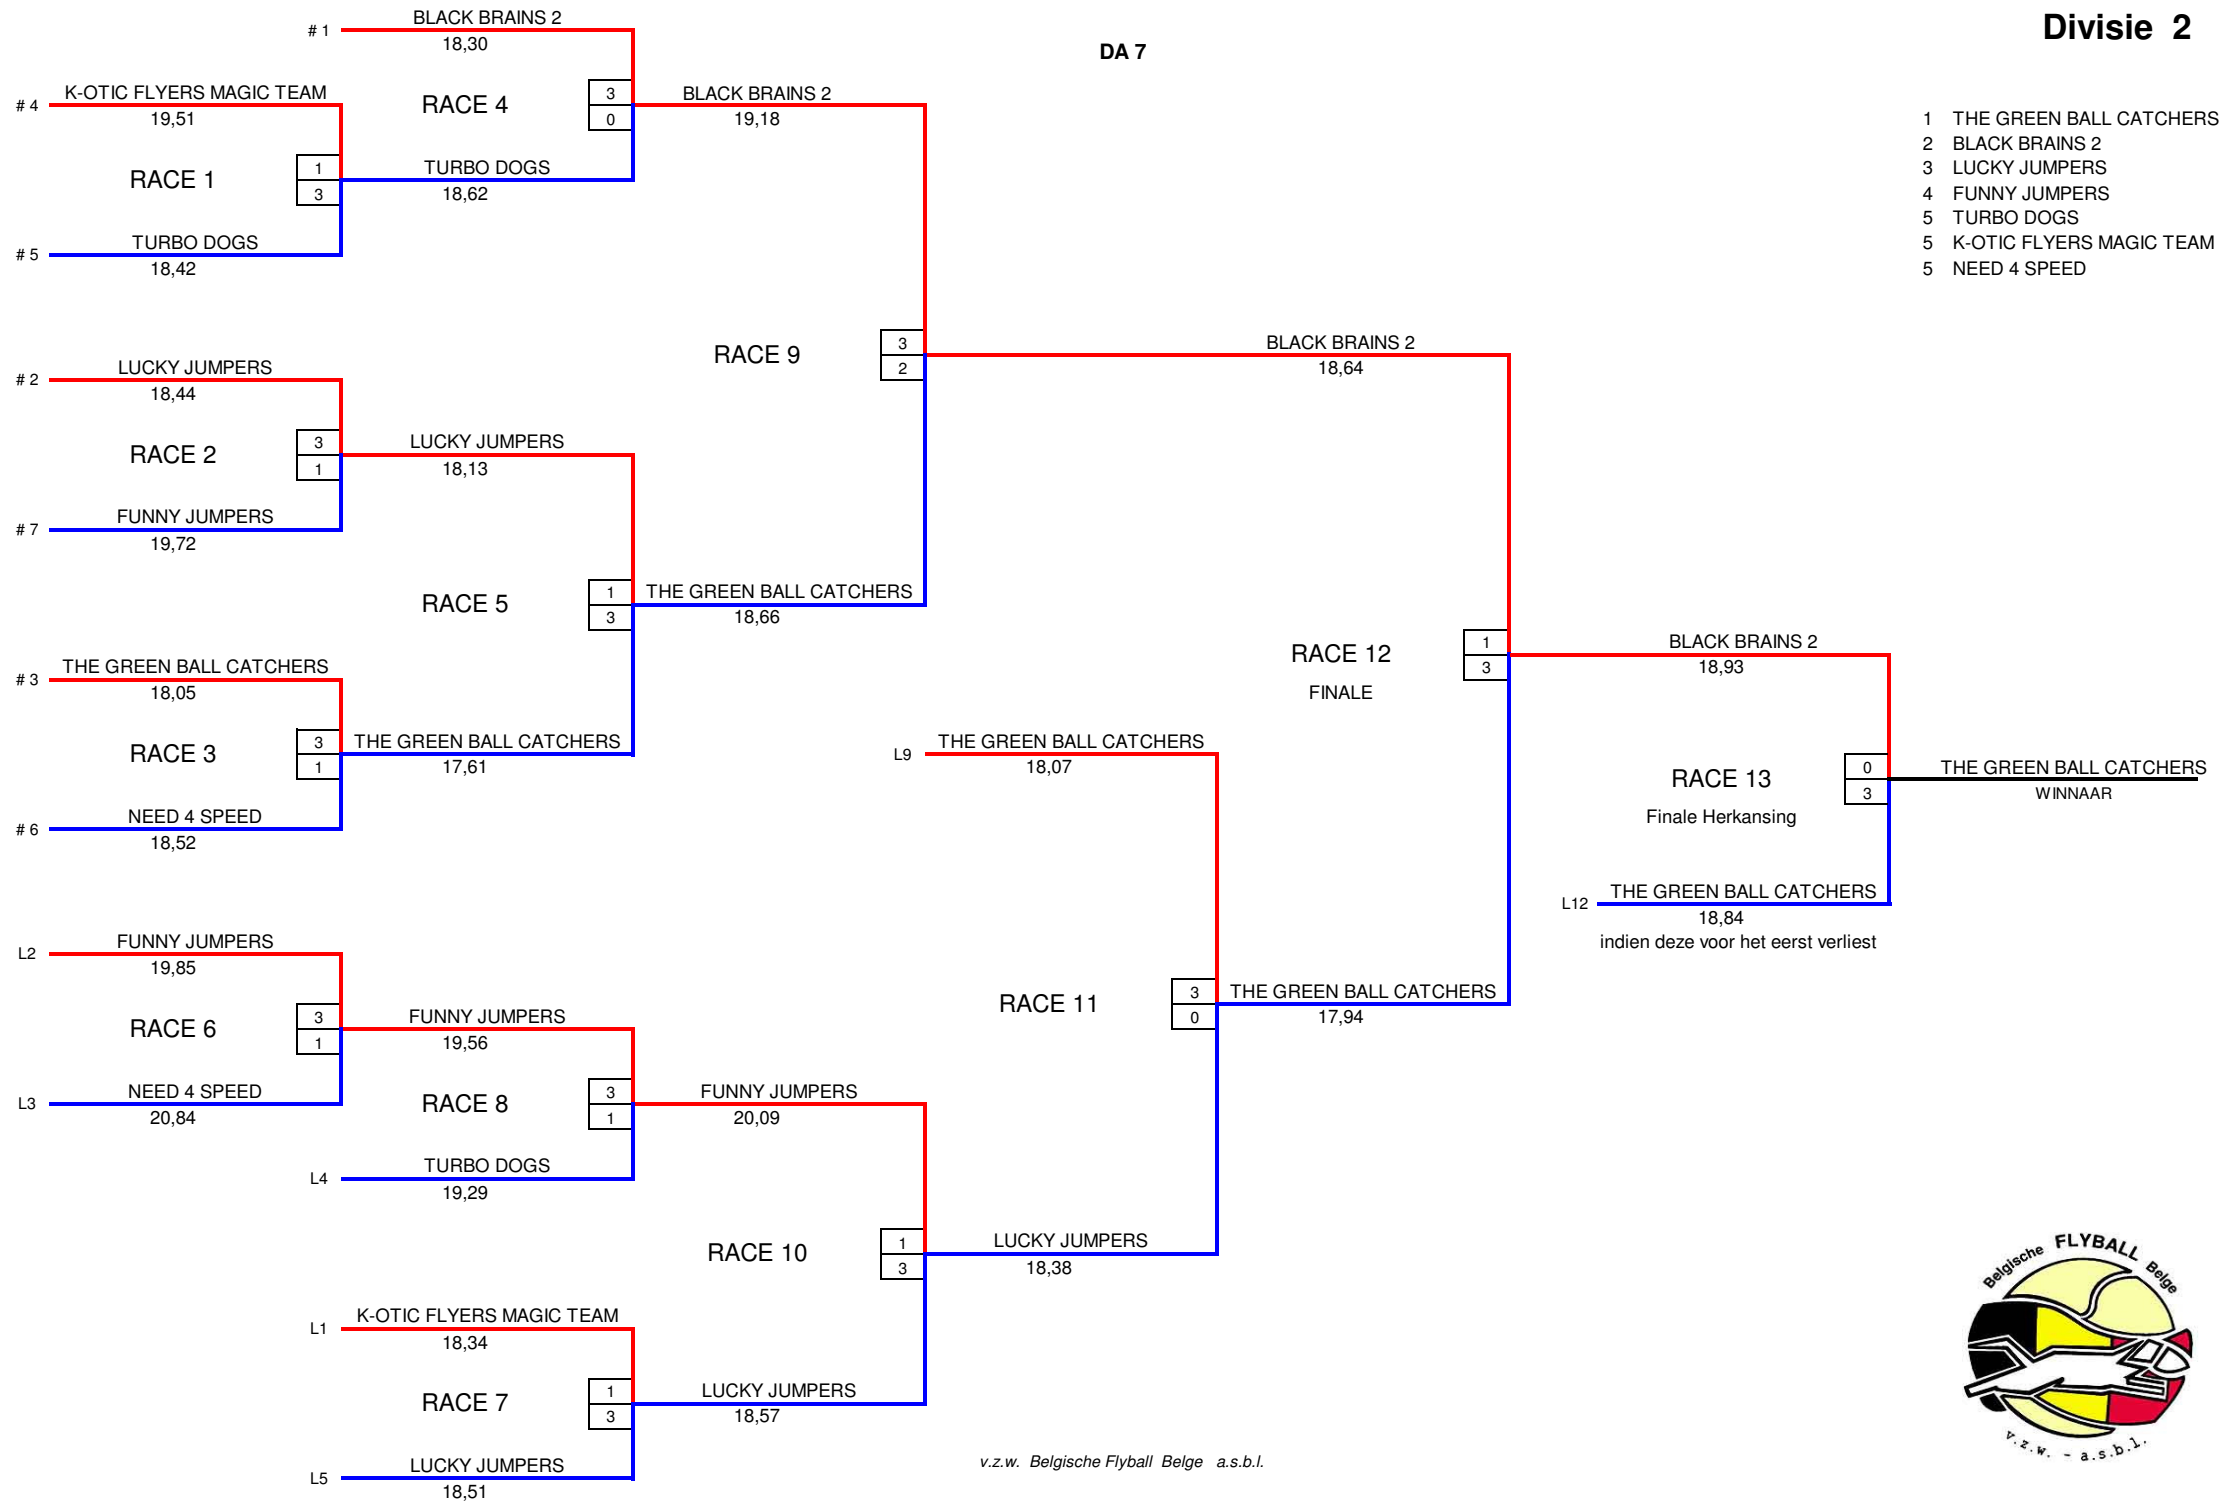 Divisie 2
DA 7
1 THE GREEN BALL CATCHERS
2 BLACK BRAINS 2
3 LUCKY JUMPERS
4 FUNNY JUMPERS
5 TURBO DOGS
5 K-OTIC FLYERS MAGIC TEAM
5 NEED 4 SPEED
# 1 BLACK BRAINS 2
18,30
# 4 K-OTIC FLYERS MAGIC TEAM
19,51
RACE 1
1
3
# 5 TURBO DOGS
18,42
RACE 4
3
0
TURBO DOGS
18,62
BLACK BRAINS 2
19,18
# 2 LUCKY JUMPERS
18,44
RACE 2
3
1
# 7 FUNNY JUMPERS
19,72
LUCKY JUMPERS
18,13
RACE 5
1
3
# 3 THE GREEN BALL CATCHERS
18,05
RACE 3
3
1
# 6 NEED 4 SPEED
18,52
THE GREEN BALL CATCHERS
17,61
THE GREEN BALL CATCHERS
18,66
RACE 9
3
2
BLACK BRAINS 2
18,64
L2 FUNNY JUMPERS
19,85
RACE 6
3
1
L3 NEED 4 SPEED
20,84
FUNNY JUMPERS
19,56
RACE 8
3
1
L4 TURBO DOGS
19,29
FUNNY JUMPERS
20,09
RACE 10
1
3
L1 K-OTIC FLYERS MAGIC TEAM
18,34
RACE 7
1
3
L5 LUCKY JUMPERS
18,51
LUCKY JUMPERS
18,57
LUCKY JUMPERS
18,38
L9 THE GREEN BALL CATCHERS
18,07
RACE 11
3
0
THE GREEN BALL CATCHERS
17,94
RACE 12
FINALE
1
3
BLACK BRAINS 2
18,93
RACE 13
Finale Herkansing
0
3
L12 THE GREEN BALL CATCHERS
18,84
indien deze voor het eerst verliest
THE GREEN BALL CATCHERS
WINNAAR
v.z.w. Belgische Flyball Belge a.s.b.l.
Belgische FLYBALL Belge
v.z.w. - a.s.b.l.